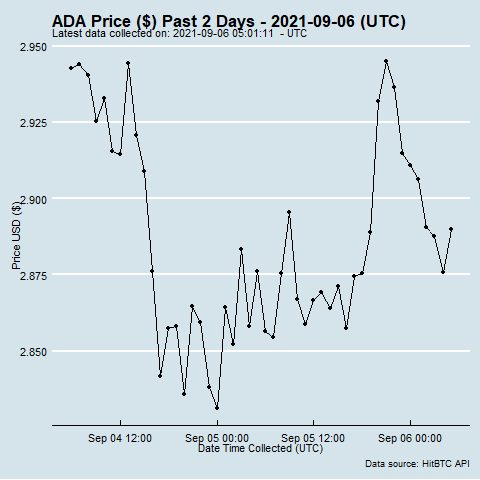 ADA Price ($) Past 2 Days - 2021-09-06 (UTC)
Latest data collected on: 2021-09-06 05:01:11  - UTC
2.950
2.925
2.900
2.875
2.850
Price USD ($)
Sep 04 12:00
Sep 05 00:00
Sep 05 12:00
Sep 06 00:00
Date Time Collected (UTC)
Data source: HitBTC API